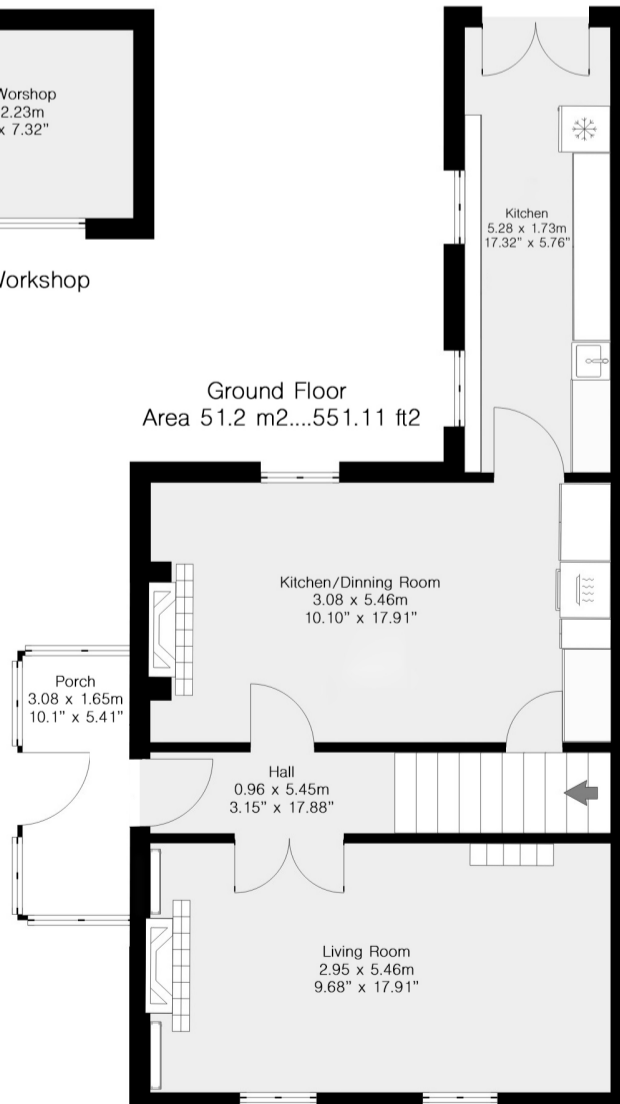 Worshop
2.23m
x 7.32"
Workshop
Kitchen
5.28 x 1.73m
17.32" x 5.76"
Ground Floor
Area 51.2 m2....551.11 ft2
Kitchen/Dinning Room
3.08 x 5.46m
10.10" x 17.91"
Porch
3.08 x 1.65m
10.1" x 5.41"
Hall
0.96 x 5.45m
3.15" x 17.88"
Living Room
2.95 x 5.46m
9.68" x 17.91"